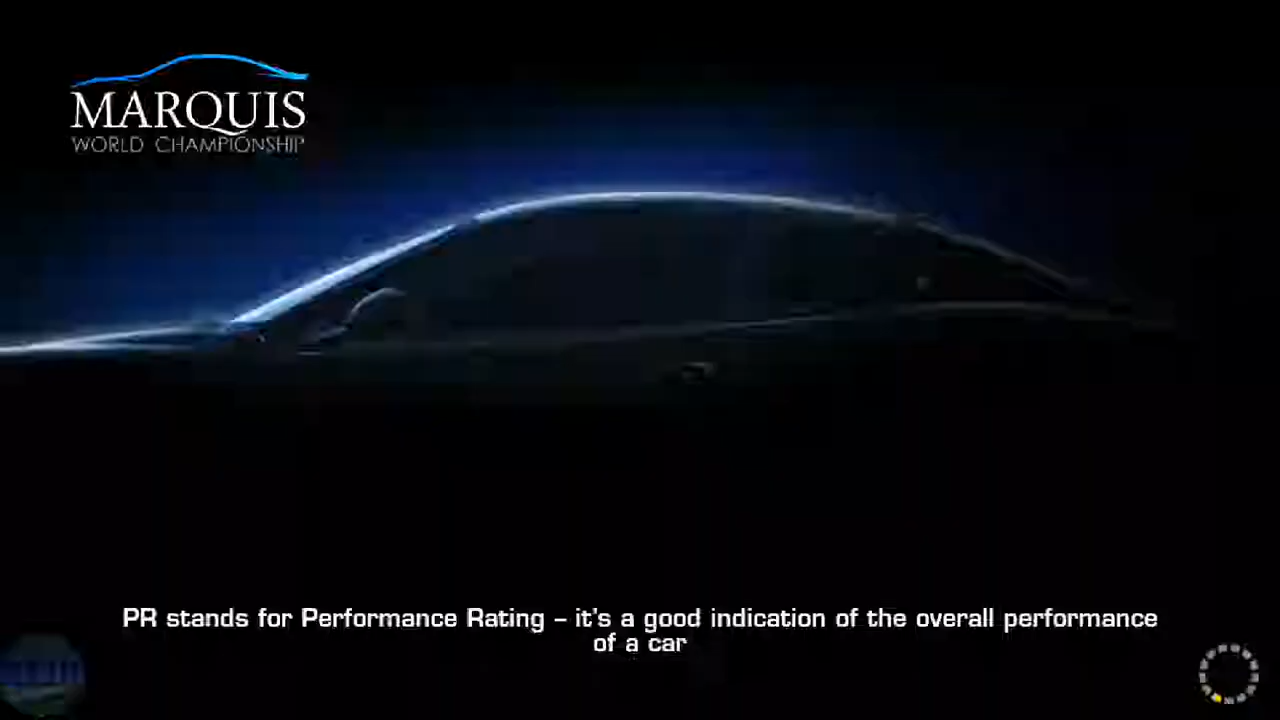 MARQUIS
WORLD CHAMPIONSHIP
PR stands for Performance Rating – it's a good indication of the overall performance
of a car